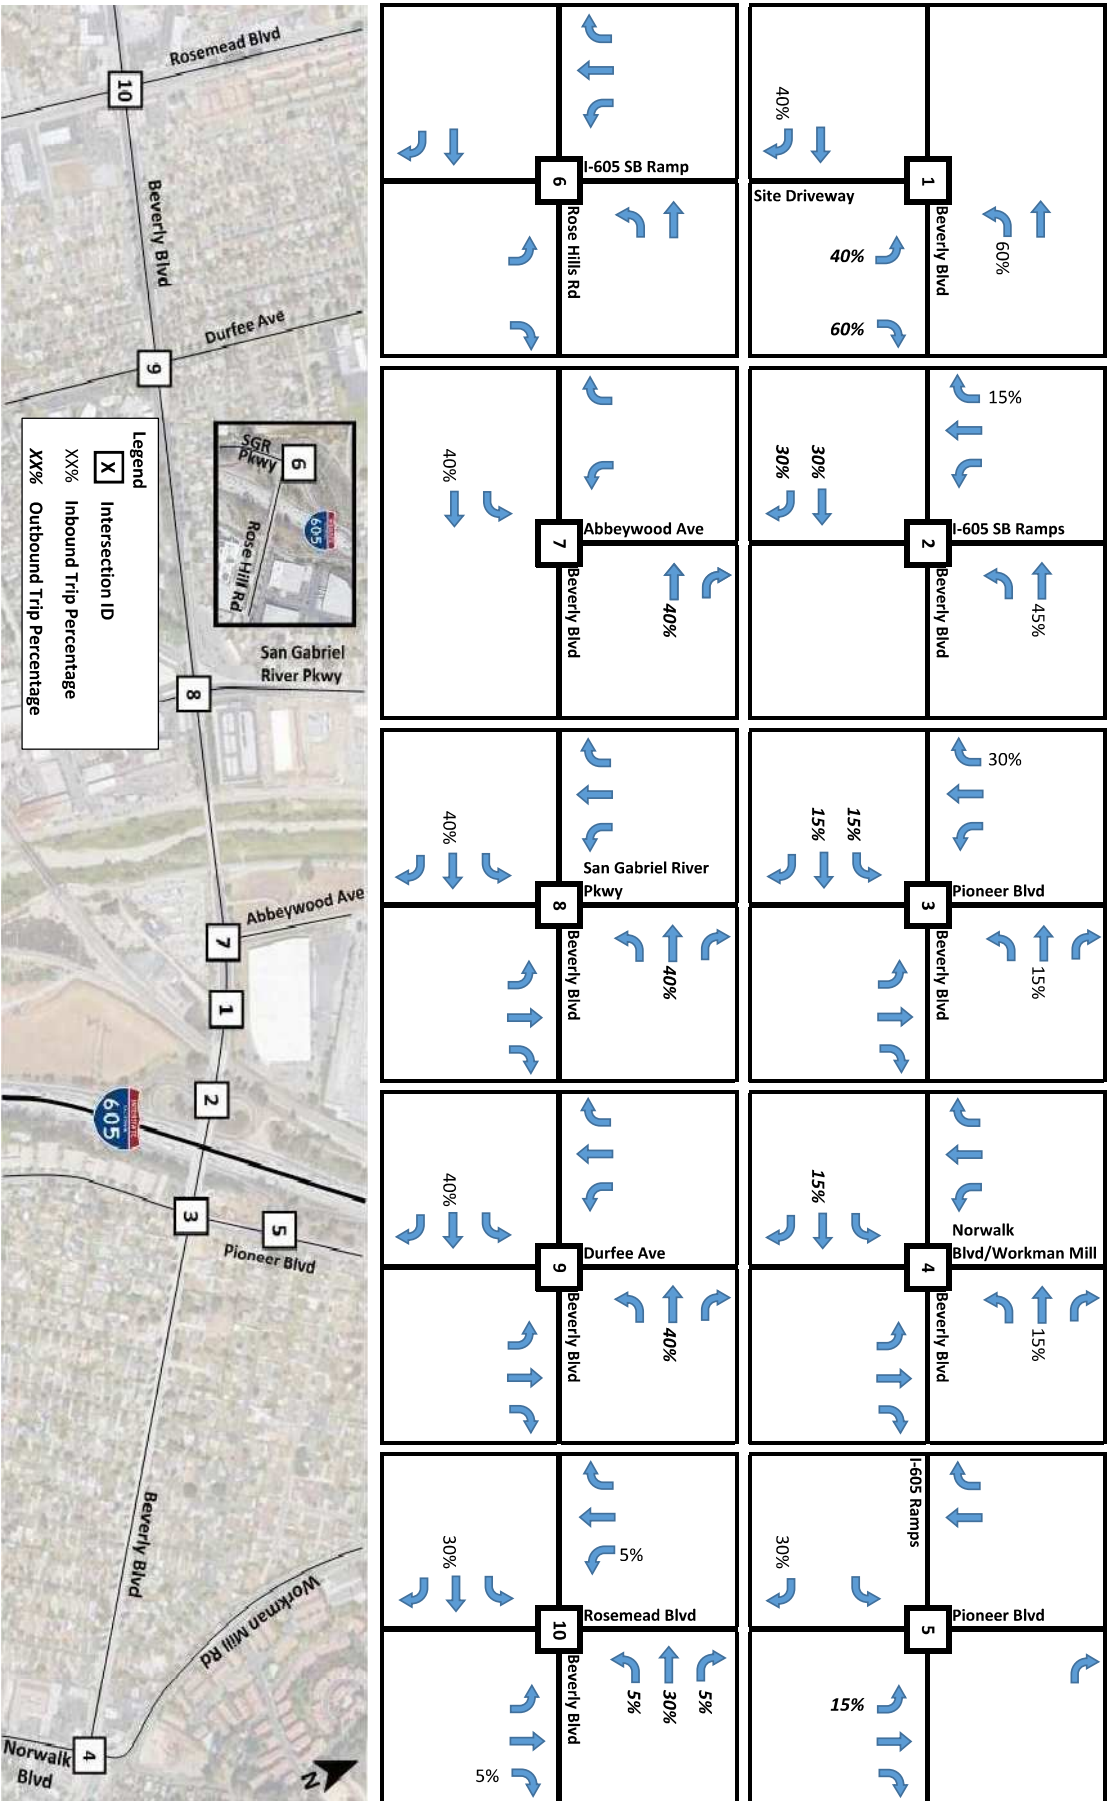 1
Beverly Blvd
Site Driveway
40%
60%
40%
60%
2
I-605 SB Ramps
Beverly Blvd
15%
30%
30%
45%
3
Pioneer Blvd
Beverly Blvd
30%
15%
15%
15%
4
Norwalk
Blvd/Workman Mill
Beverly Blvd
15%
15%
5
I-605 Ramps
Pioneer Blvd
30%
15%
6
I-605 SB Ramp
Rose Hills Rd
7
Abbeywood Ave
Beverly Blvd
40%
40%
8
San Gabriel River
Pkwy
Beverly Blvd
40%
40%
9
Durfee Ave
Beverly Blvd
40%
40%
10
Rosemead Blvd
Beverly Blvd
5%
30%
5%
30%
5%
5%
Rosemead Blvd
10
Beverly Blvd
Durfee Ave
9
SGR
Pkwy
6
INTERSTATE
605
Rose Hill Rd
San Gabriel
River Pkwy
8
Abbeywood Ave
7
1
2
INTERSTATE
605
3
5
Pioneer Blvd
Beverly Blvd
Workman Mill Rd
4
Norwalk
Blvd
N
Legend
X Intersection ID
XX% Inbound Trip Percentage
XX% Outbound Trip Percentage